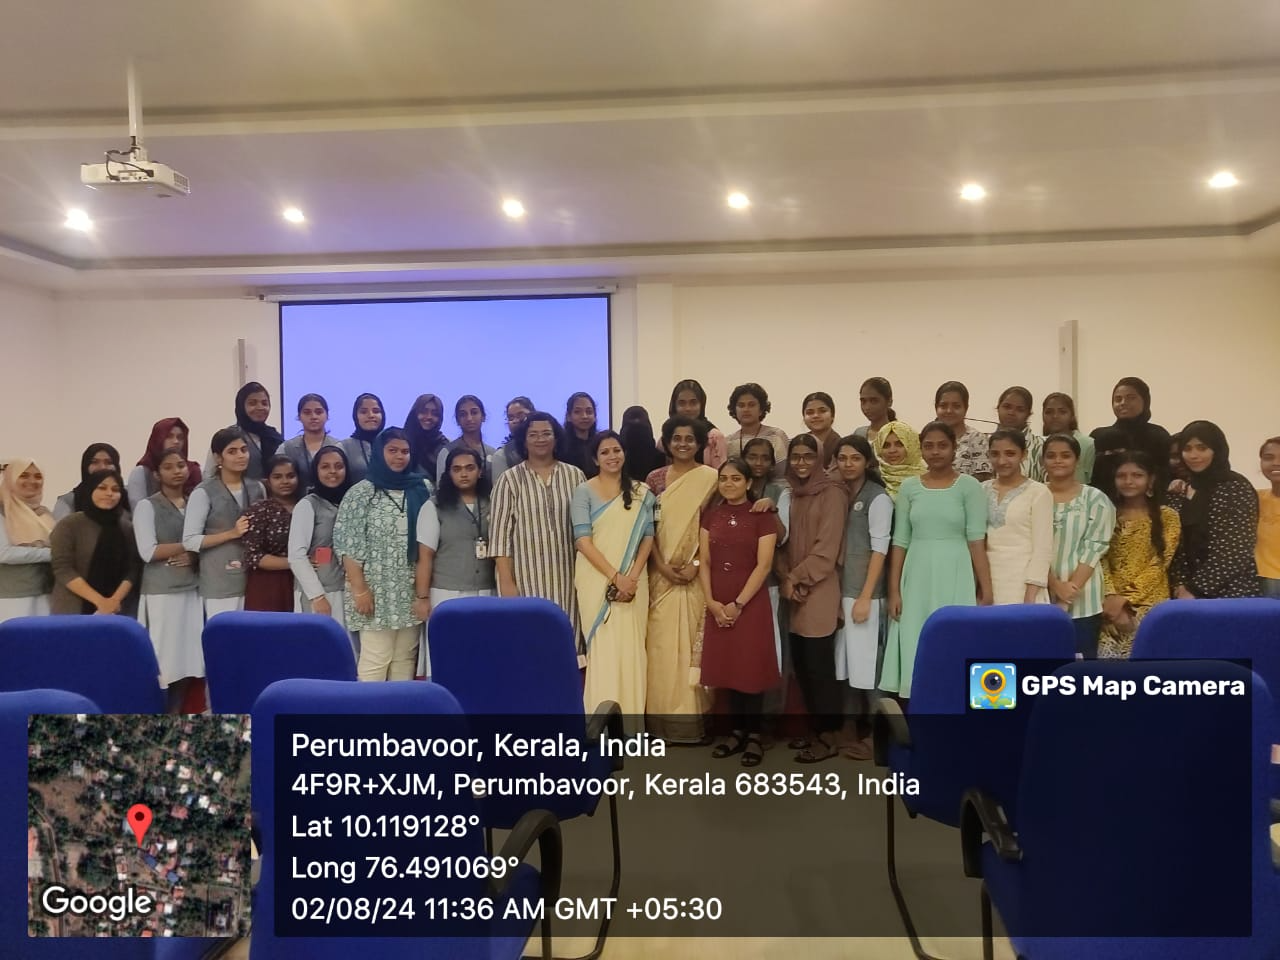 GPS Map Camera
Perumbavoor, Kerala, India
4F9R+XJM, Perumbavoor, Kerala 683543, India
Lat 10.119128°
Long 76.491069°
02/08/24 11:36 AM GMT +05:30
Google